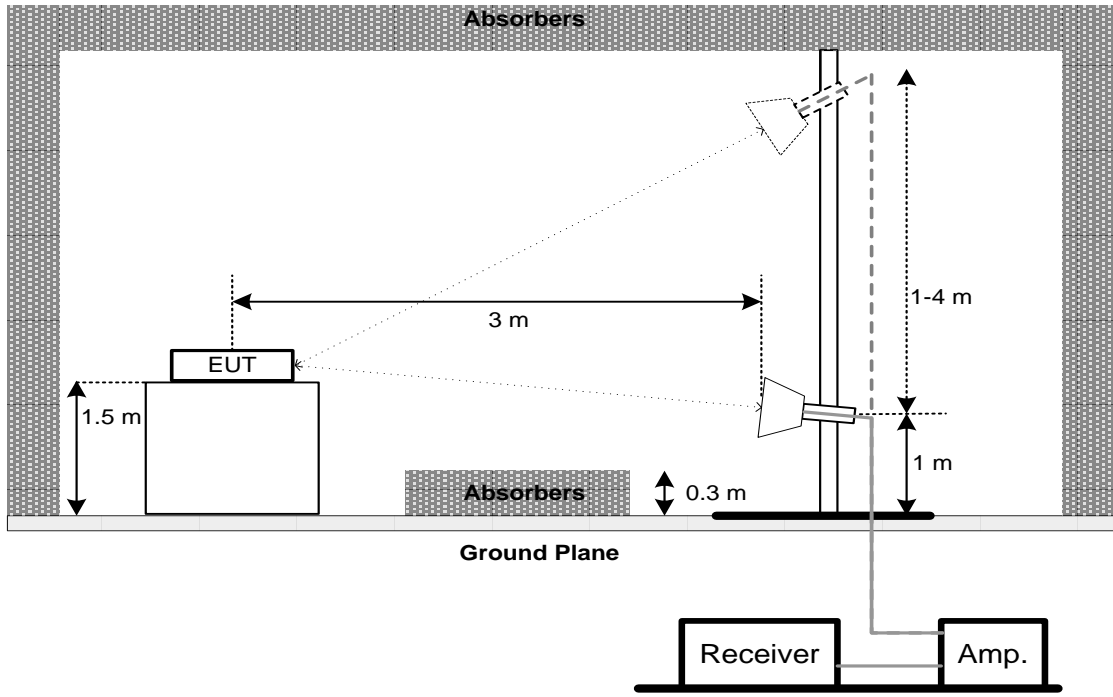 Absorbers
1-4 m
3 m
EUT
1.5 m
1 m
0.3 m
Absorbers
Ground Plane
Receiver
Amp.